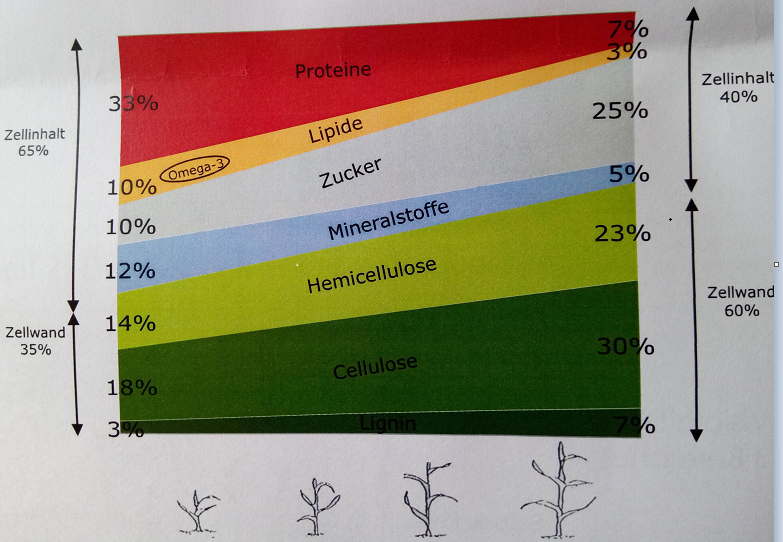 7%
Proteine
3%
33%
25%
Zellinhalt
40%
Zellinhalt
65%
Lipide
Omega-3
10%
Zucker
5%
10%
Mineralstoffe
23%
12%
Hemicellulose
Zellwand
60%
14%
Zellwand
35%
30%
Cellulose
18%
Lignin
7%
3%